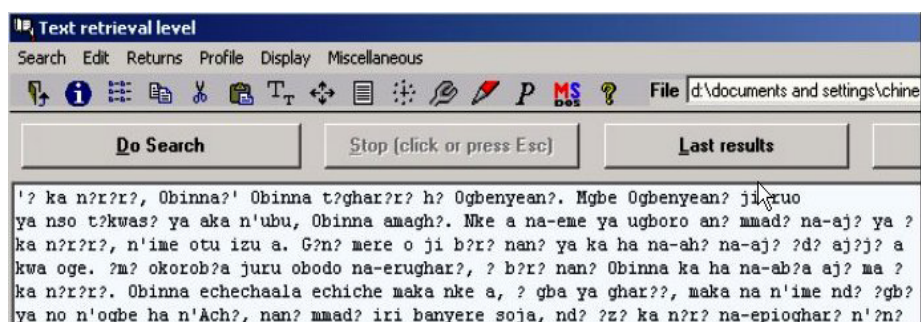 Text retrieval level
Search Edit Returns Profile Display Miscellaneous
T T P MS DOS ? File d:\documents and settings\chine
Do Search Stop (click or press Esc) Last results
'? ka n?r?r?, Obinna?' Obinna t?ghar?r? h? Ogbenyean?. Mgbe Ogbenyean? ji ruo
ya nso t?kwas? ya aka n'ubu, Obinna amagh?. Nke a na-eme ya ugboro an? mmad? na-aj? ya ?
ka n?r?r?, n'ime otu izu a. G?n? mere o ji b?r? nan? ya ka ha na-ah? na-aj? ?d? aj?j? a
kwa oge. ?m? okorob?a juru obodo na-erughar?, ? b?r? nan? Obinna ka ha na-ab?a aj? ma ?
ka n?r?r?. Obinna echechaala echiche maka nke a, ? gba ya ghar??, maka na n'ime nd? ?gb?
ya no n'ogbe ha n'Ach?, nan? mmad? iri banyere soja, nd? ?z? ka n?r? na-epioghar? n'?n?